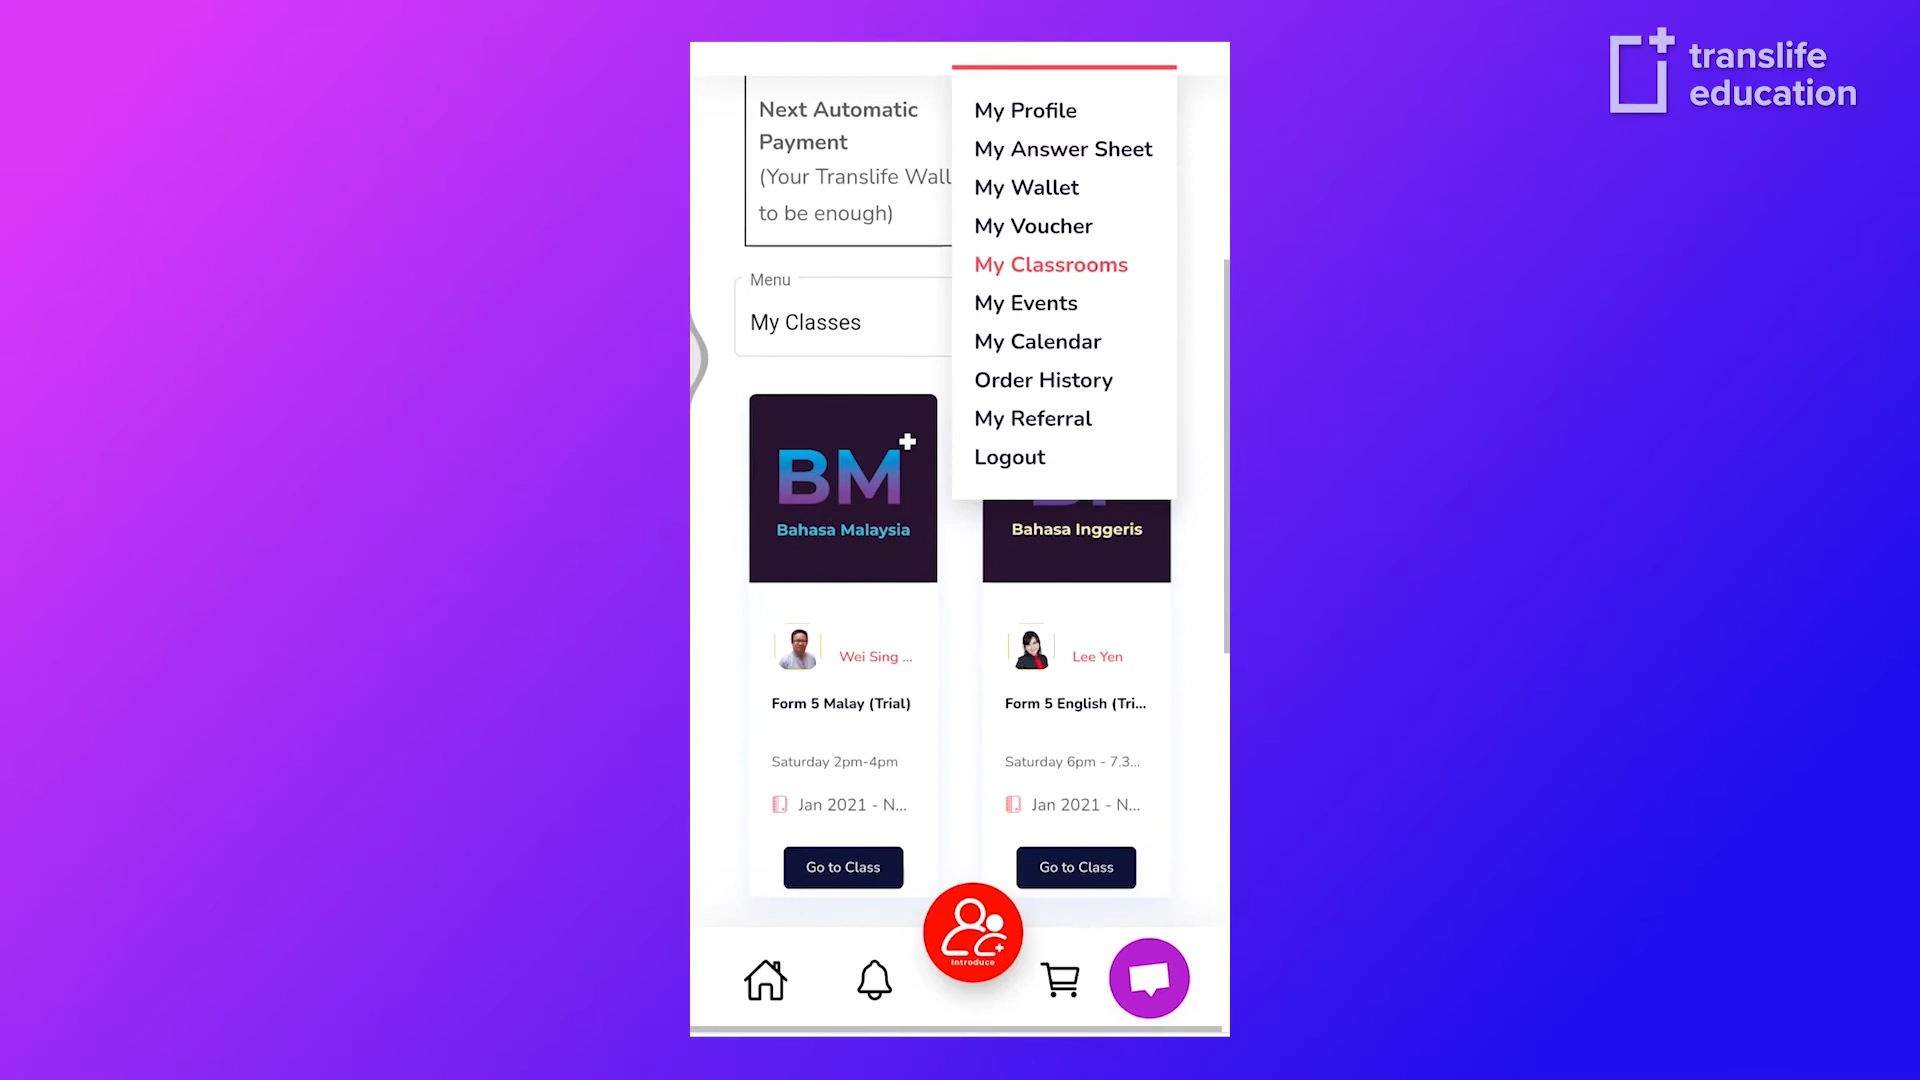 translife
education
Next Automatic
Payment
(Your Translife Wall
to be enough)
My Profile
My Answer Sheet
My Wallet
My Voucher
My Classrooms
My Events
My Calendar
Order History
My Referral
Logout
Menu
My Classes
BM
Bahasa Malaysia
Bahasa Inggeris
Wei Sing ...
Lee Yen
Form 5 Malay (Trial)
Form 5 English (Tri...
Saturday 2pm-4pm
Saturday 6pm - 7.3...
Jan 2021 - N...
Jan 2021 - N...
Go to Class
Go to Class
Introduce